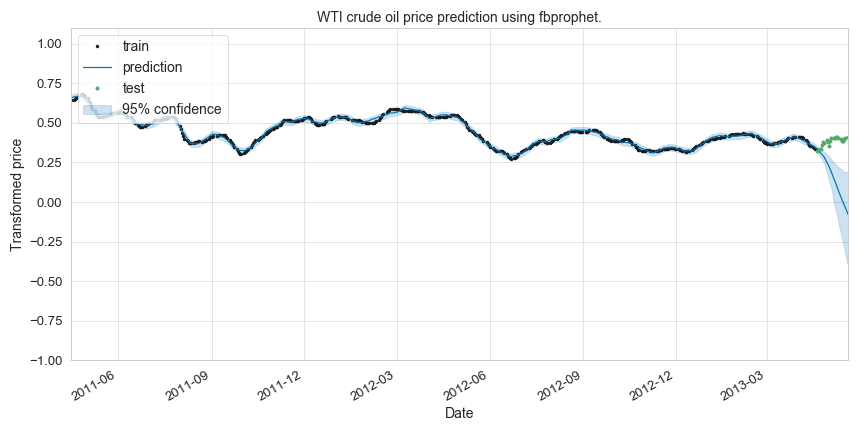 WTI crude oil price prediction using fbprophet.
train
prediction
test
95% confidence
Transformed price
1.00
0.75
0.50
0.25
0.00
−0.25
−0.50
−0.75
−1.00
2011-06
2011-09
2011-12
2012-03
2012-06
2012-09
2012-12
2013-03
Date